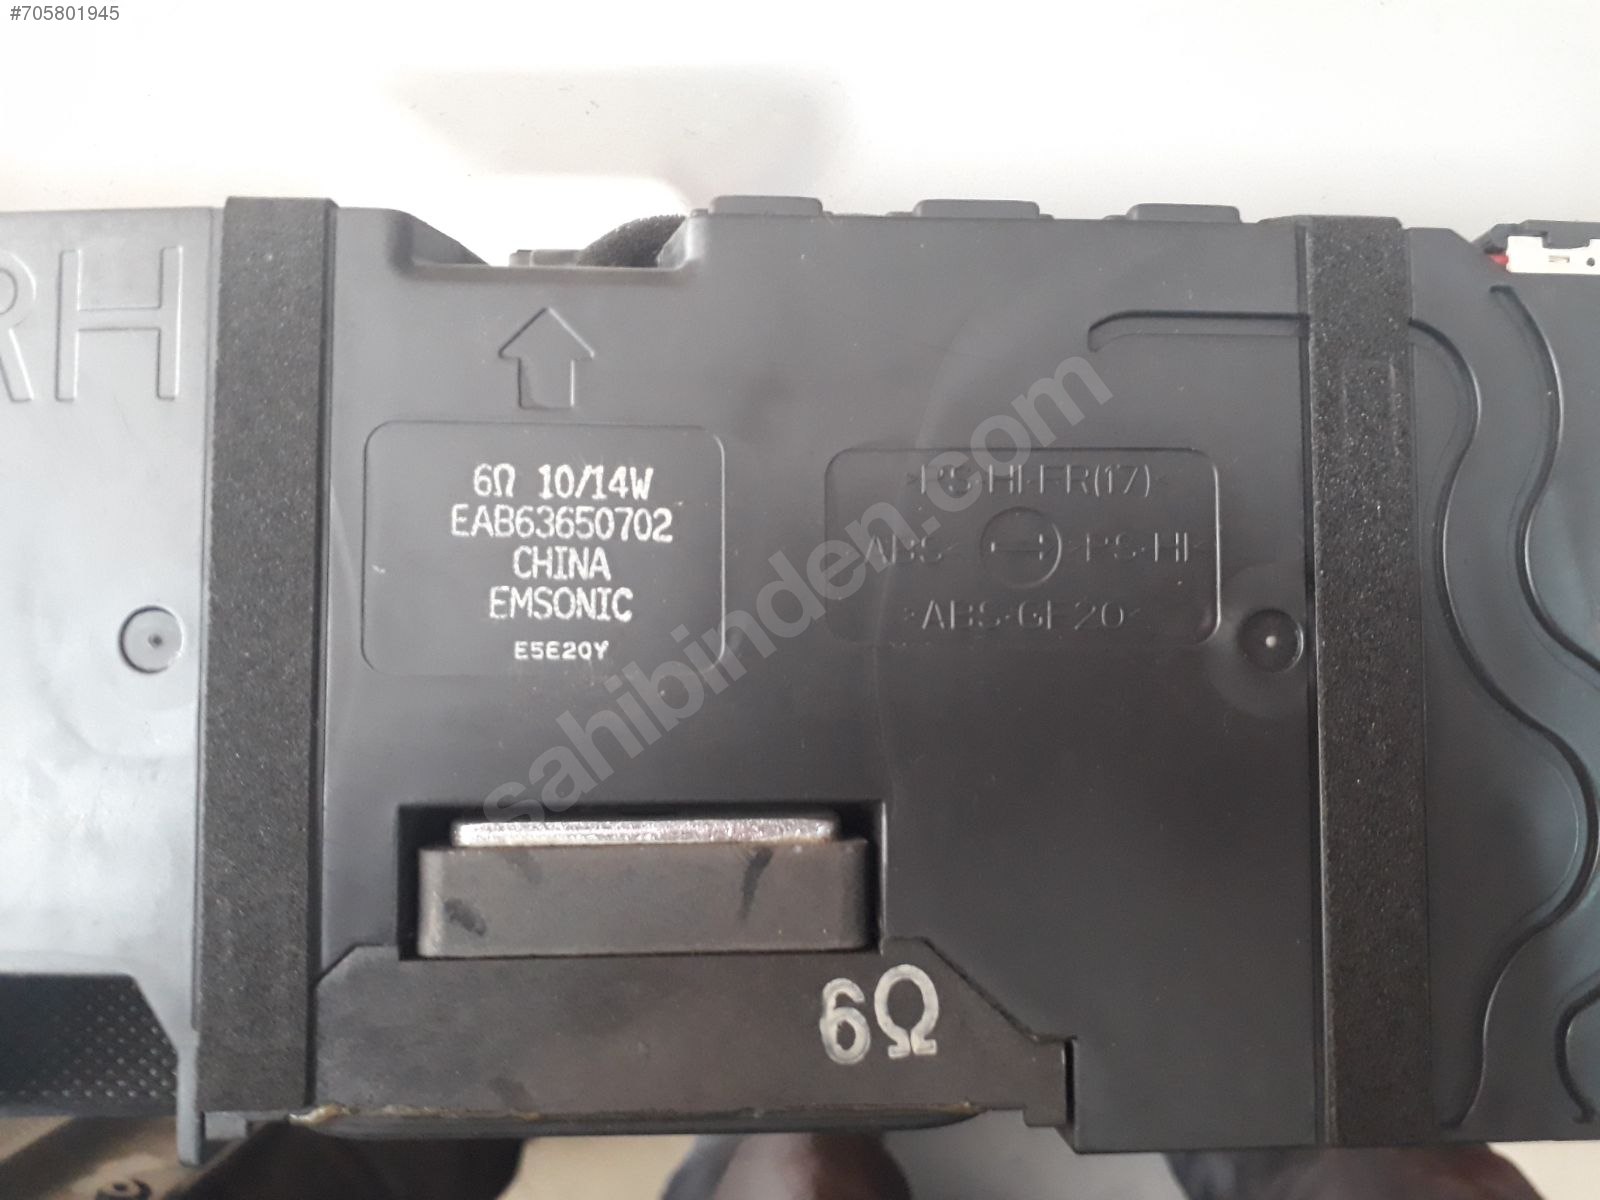 #705801945
RH
6Ω 10/14W
EAB63650702
CHINA
EMSONIC
E5E20Y
>PS-HI-FR(17)<
>ABS< >PS-HI<
>ABS-GF20<
sahibinden.com
6Ω